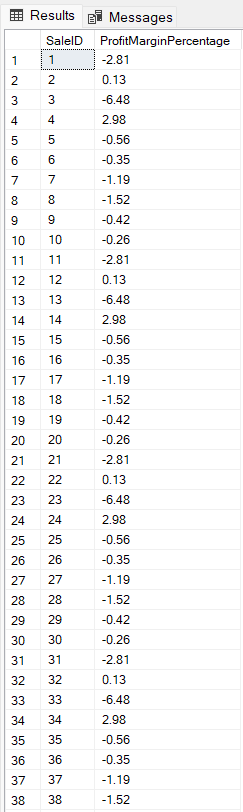 Results Messages
SaleID ProfitMarginPercentage
1 1 -2.81
2 2 0.13
3 3 -6.48
4 4 2.98
5 5 -0.56
6 6 -0.35
7 7 -1.19
8 8 -1.52
9 9 -0.42
10 10 -0.26
11 11 -2.81
12 12 0.13
13 13 -6.48
14 14 2.98
15 15 -0.56
16 16 -0.35
17 17 -1.19
18 18 -1.52
19 19 -0.42
20 20 -0.26
21 21 -2.81
22 22 0.13
23 23 -6.48
24 24 2.98
25 25 -0.56
26 26 -0.35
27 27 -1.19
28 28 -1.52
29 29 -0.42
30 30 -0.26
31 31 -2.81
32 32 0.13
33 33 -6.48
34 34 2.98
35 35 -0.56
36 36 -0.35
37 37 -1.19
38 38 -1.52